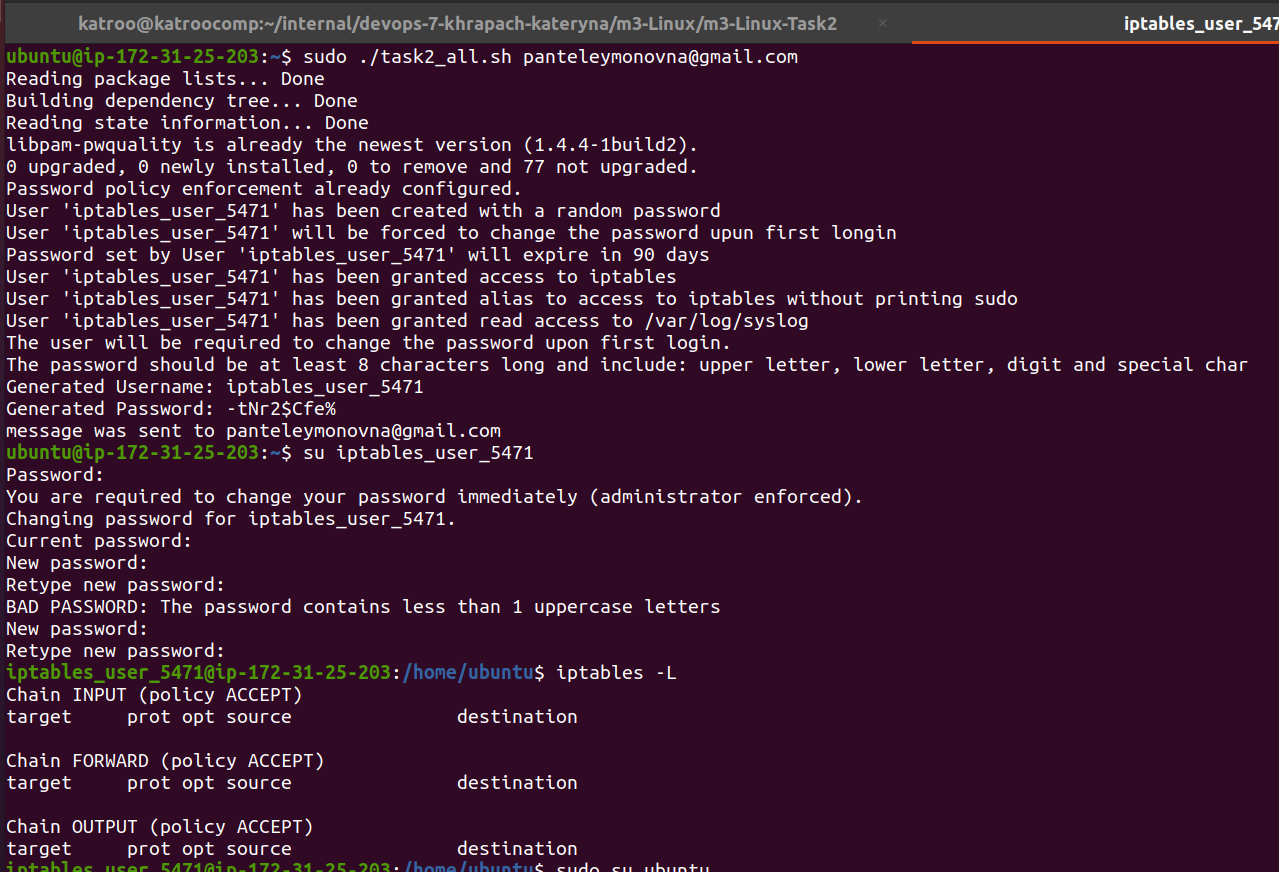 katroo@katroocomp:~/internal/devops-7-khrapach-kateryna/m3-Linux/m3-Linux-Task2 × iptables_user_547
ubuntu@ip-172-31-25-203:~$ sudo ./task2_all.sh panteleymonovna@gmail.com
Reading package lists... Done
Building dependency tree... Done
Reading state information... Done
libpam-pwquality is already the newest version (1.4.4-1build2).
0 upgraded, 0 newly installed, 0 to remove and 77 not upgraded.
Password policy enforcement already configured.
User 'iptables_user_5471' has been created with a random password
User 'iptables_user_5471' will be forced to change the password upun first longin
Password set by User 'iptables_user_5471' will expire in 90 days
User 'iptables_user_5471' has been granted access to iptables
User 'iptables_user_5471' has been granted alias to access to iptables without printing sudo
User 'iptables_user_5471' has been granted read access to /var/log/syslog
The user will be required to change the password upon first login.
The password should be at least 8 characters long and include: upper letter, lower letter, digit and special char
Generated Username: iptables_user_5471
Generated Password: -tNr2$Cfe%
message was sent to panteleymonovna@gmail.com
ubuntu@ip-172-31-25-203:~$ su iptables_user_5471
Password:
You are required to change your password immediately (administrator enforced).
Changing password for iptables_user_5471.
Current password:
New password:
Retype new password:
BAD PASSWORD: The password contains less than 1 uppercase letters
New password:
Retype new password:
iptables_user_5471@ip-172-31-25-203:/home/ubuntu$ iptables -L
Chain INPUT (policy ACCEPT)
target     prot opt source               destination
Chain FORWARD (policy ACCEPT)
target     prot opt source               destination
Chain OUTPUT (policy ACCEPT)
target     prot opt source               destination
iptables_user_5471@ip-172-31-25-203:/home/ubuntu$ sudo su ubuntu